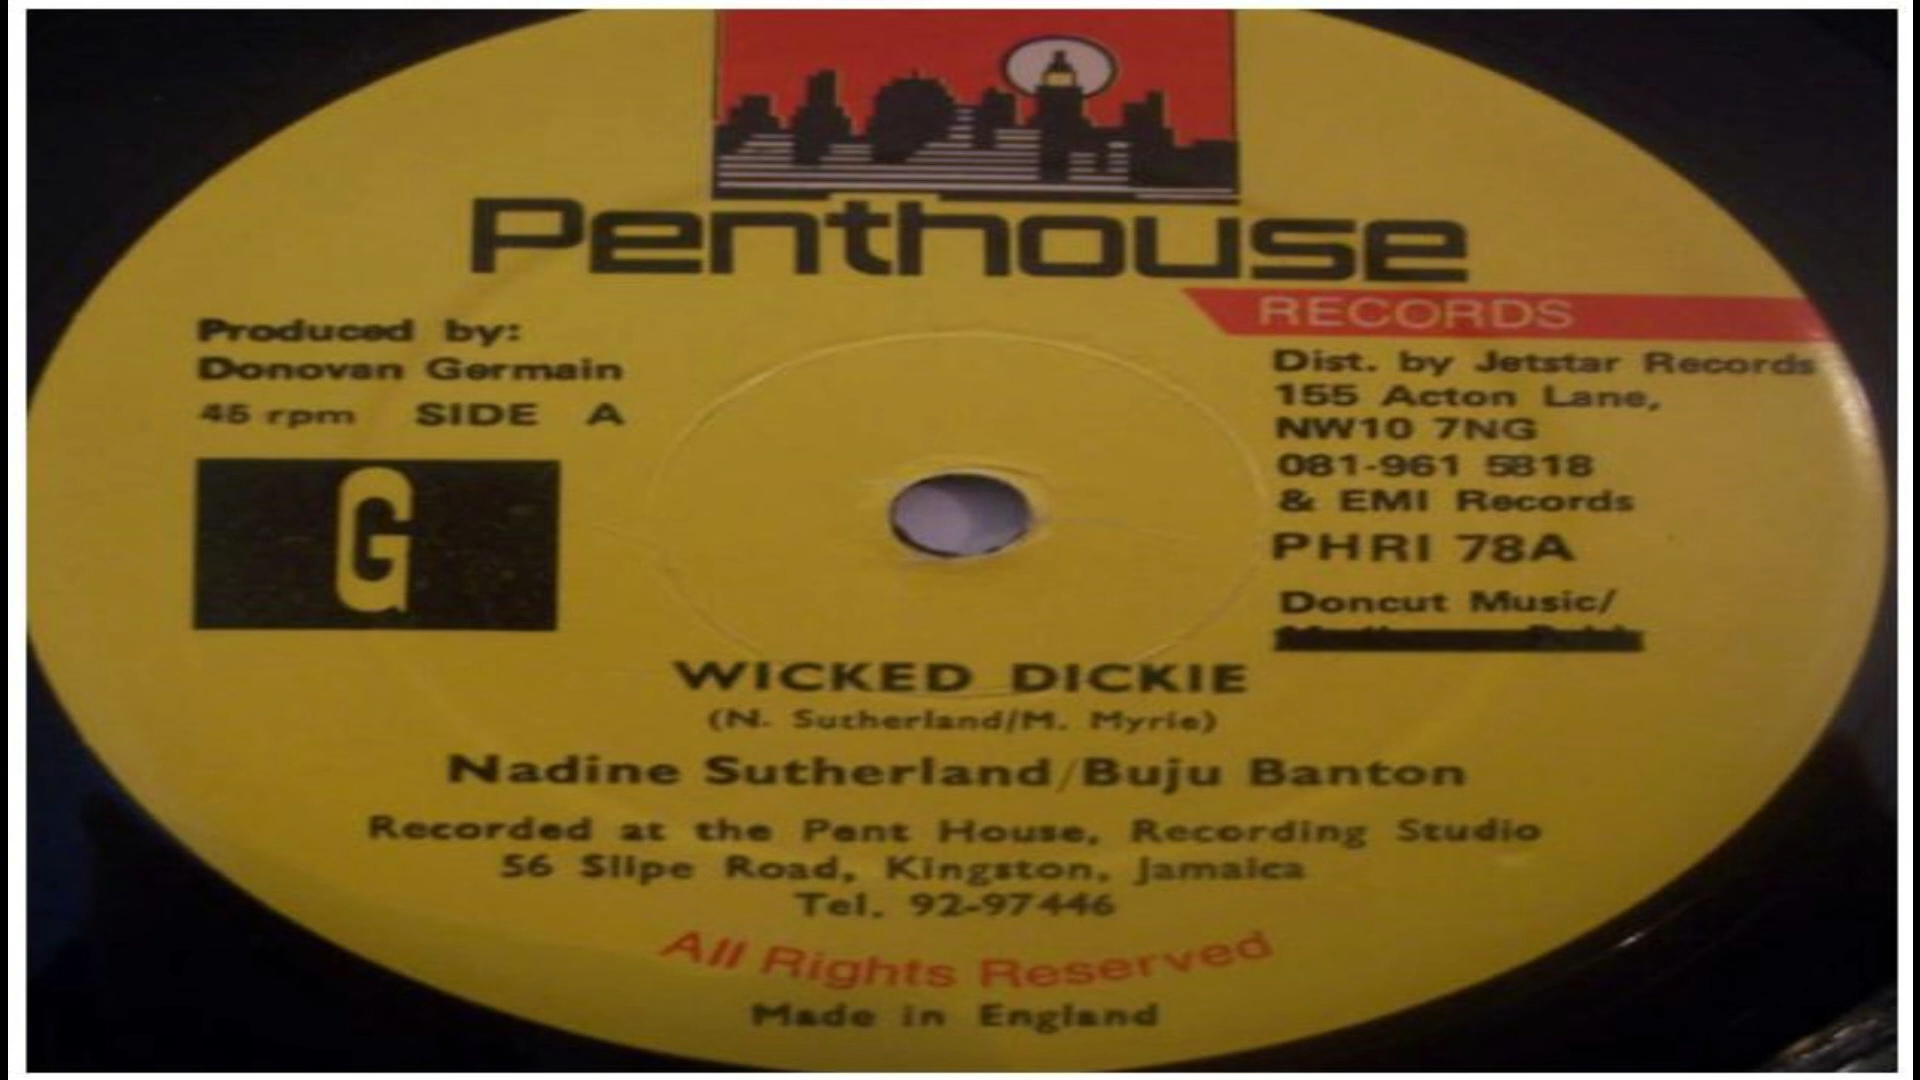 Penthouse
RECORDS
Produced by:
Donovan Germain
45 rpm SIDE A
G
Dist. by Jetstar Records
155 Acton Lane,
NW10 7NG
081-961 5818
& EMI Records
PHRI 78A
Doncut Music/
WICKED DICKIE
(N. Sutherland/M. Myrie)
Nadine Sutherland/Buju Banton
Recorded at the Pent House, Recording Studio
56 Slipe Road, Kingston, Jamaica
Tel. 92-97446
All Rights Reserved
Made in England